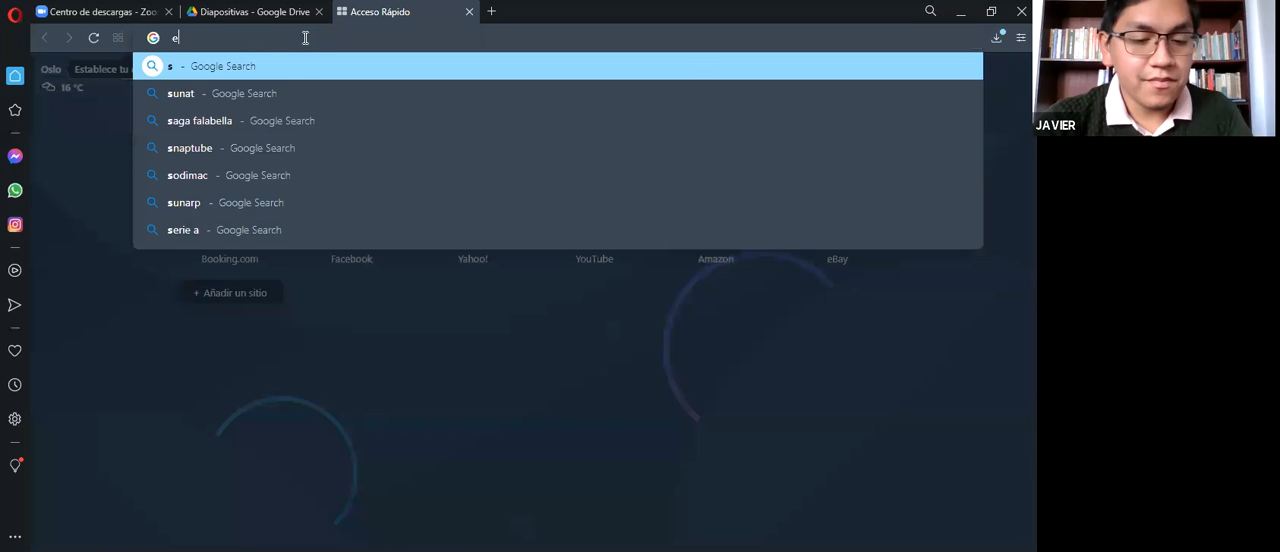 Centro de descargas - Zoo
Diapositivas - Google Drive
Acceso Rápido
e
Oslo
Establece tu
16 °C
s - Google Search
sunat - Google Search
saga falabella - Google Search
snaptube - Google Search
sodimac - Google Search
sunarp - Google Search
serie a - Google Search
Booking.com
Facebook
Yahoo!
YouTube
Amazon
eBay
+ Añadir un sitio
JAVIER